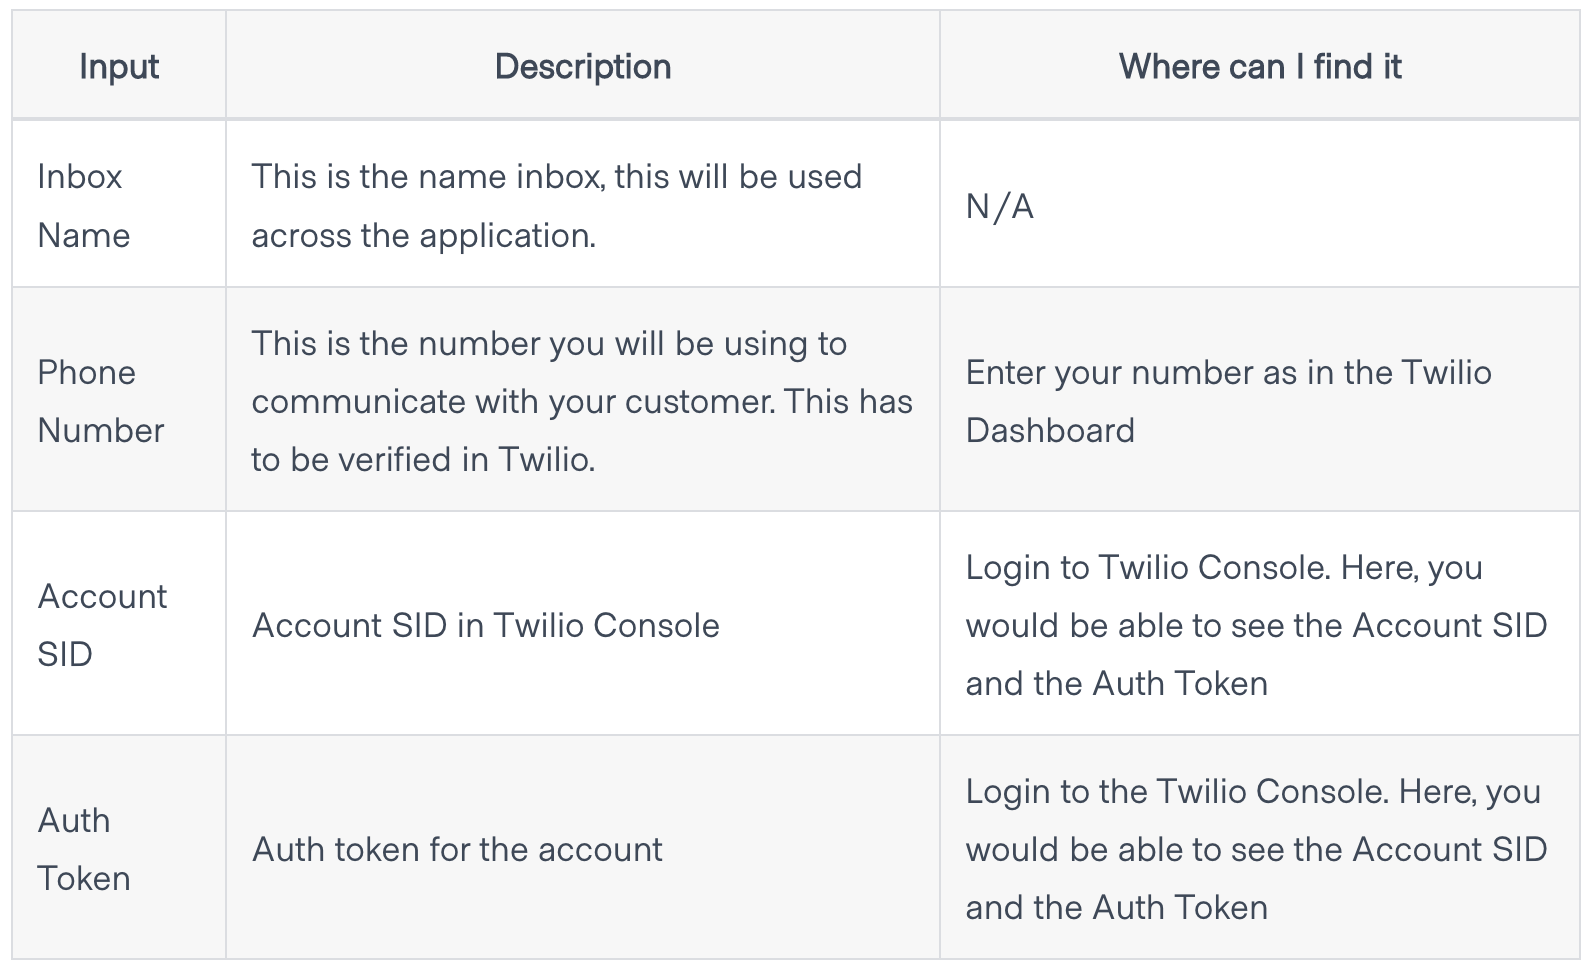 Input
Description
Where can I find it
Inbox
Name
This is the name inbox, this will be used
across the application.
N/A
Phone
Number
This is the number you will be using to
communicate with your customer. This has
to be verified in Twilio.
Enter your number as in the Twilio
Dashboard
Account
SID
Account SID in Twilio Console
Login to Twilio Console. Here, you
would be able to see the Account SID
and the Auth Token
Auth
Token
Auth token for the account
Login to the Twilio Console. Here, you
would be able to see the Account SID
and the Auth Token